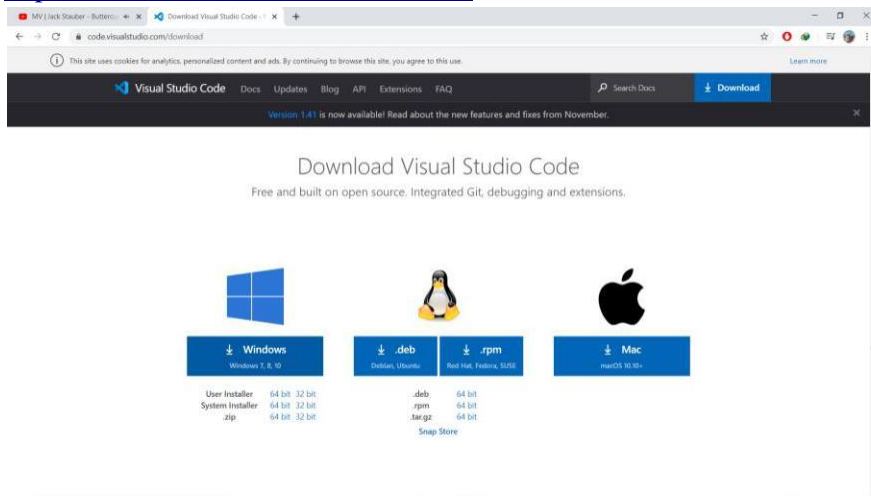 MV | Jack Stauber - Butterc
Download Visual Studio Code -
code.visualstudio.com/download
This site uses cookies for analytics, personalized content and ads. By continuing to browse this site, you agree to this use.
Learn more
Visual Studio Code Docs Updates Blog API Extensions FAQ Search Docs Download
Version 1.41 is now available! Read about the new features and fixes from November.
Download Visual Studio Code
Free and built on open source. Integrated Git, debugging and extensions.
Windows
Windows 7, 8, 10
.deb
Debian, Ubuntu
.rpm
Red Hat, Fedora, SUSE
Mac
macOS 10.10+
User Installer 64 bit 32 bit
System Installer 64 bit 32 bit
.zip 64 bit 32 bit
.deb 64 bit
.rpm 64 bit
.tar.gz 64 bit
Snap Store